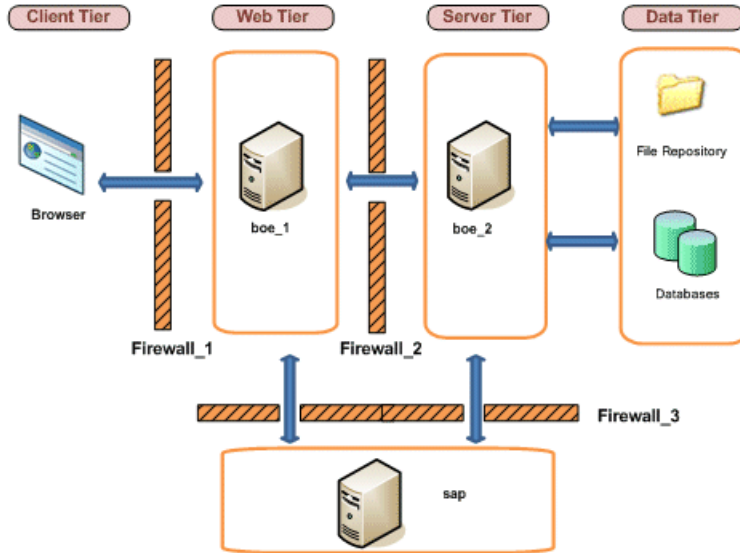 Client Tier
Web Tier
Server Tier
Data Tier
Browser
boe_1
boe_2
File Repository
Databases
Firewall_1
Firewall_2
Firewall_3
sap